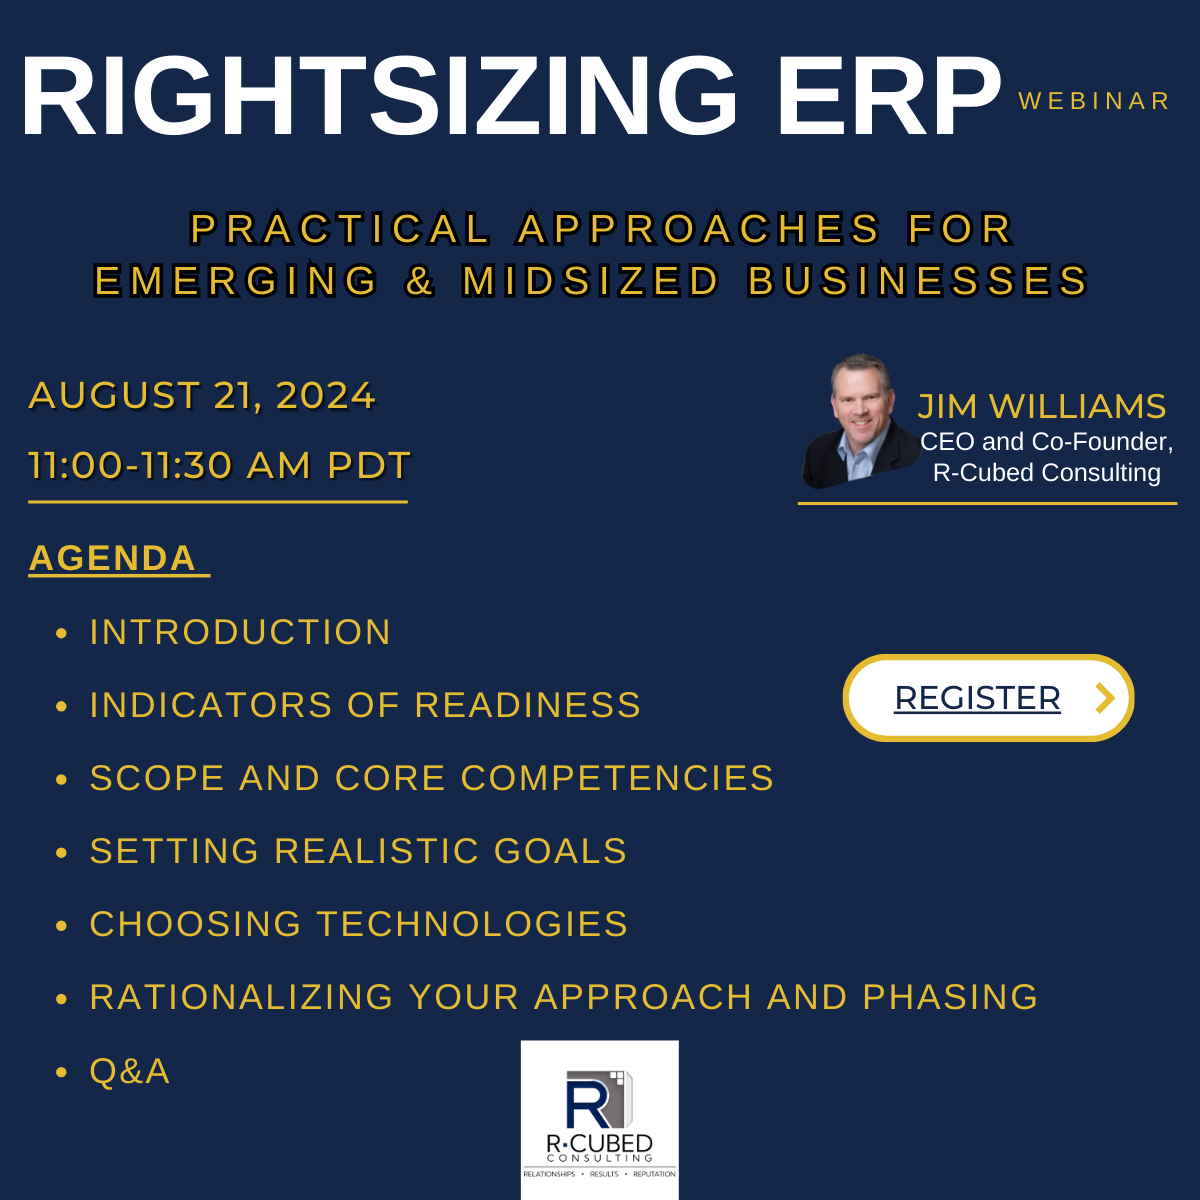 RIGHTSIZING ERP WEBINAR
PRACTICAL APPROACHES FOR
EMERGING & MIDSIZED BUSINESSES
AUGUST 21, 2024
11:00-11:30 AM PDT
JIM WILLIAMS
CEO and Co-Founder,
R-Cubed Consulting
AGENDA
• INTRODUCTION
• INDICATORS OF READINESS
• SCOPE AND CORE COMPETENCIES
• SETTING REALISTIC GOALS
• CHOOSING TECHNOLOGIES
• RATIONALIZING YOUR APPROACH AND PHASING
• Q&A
REGISTER
R
R·CUBED
CONSULTING
RELATIONSHIPS • RESULTS • REPUTATION